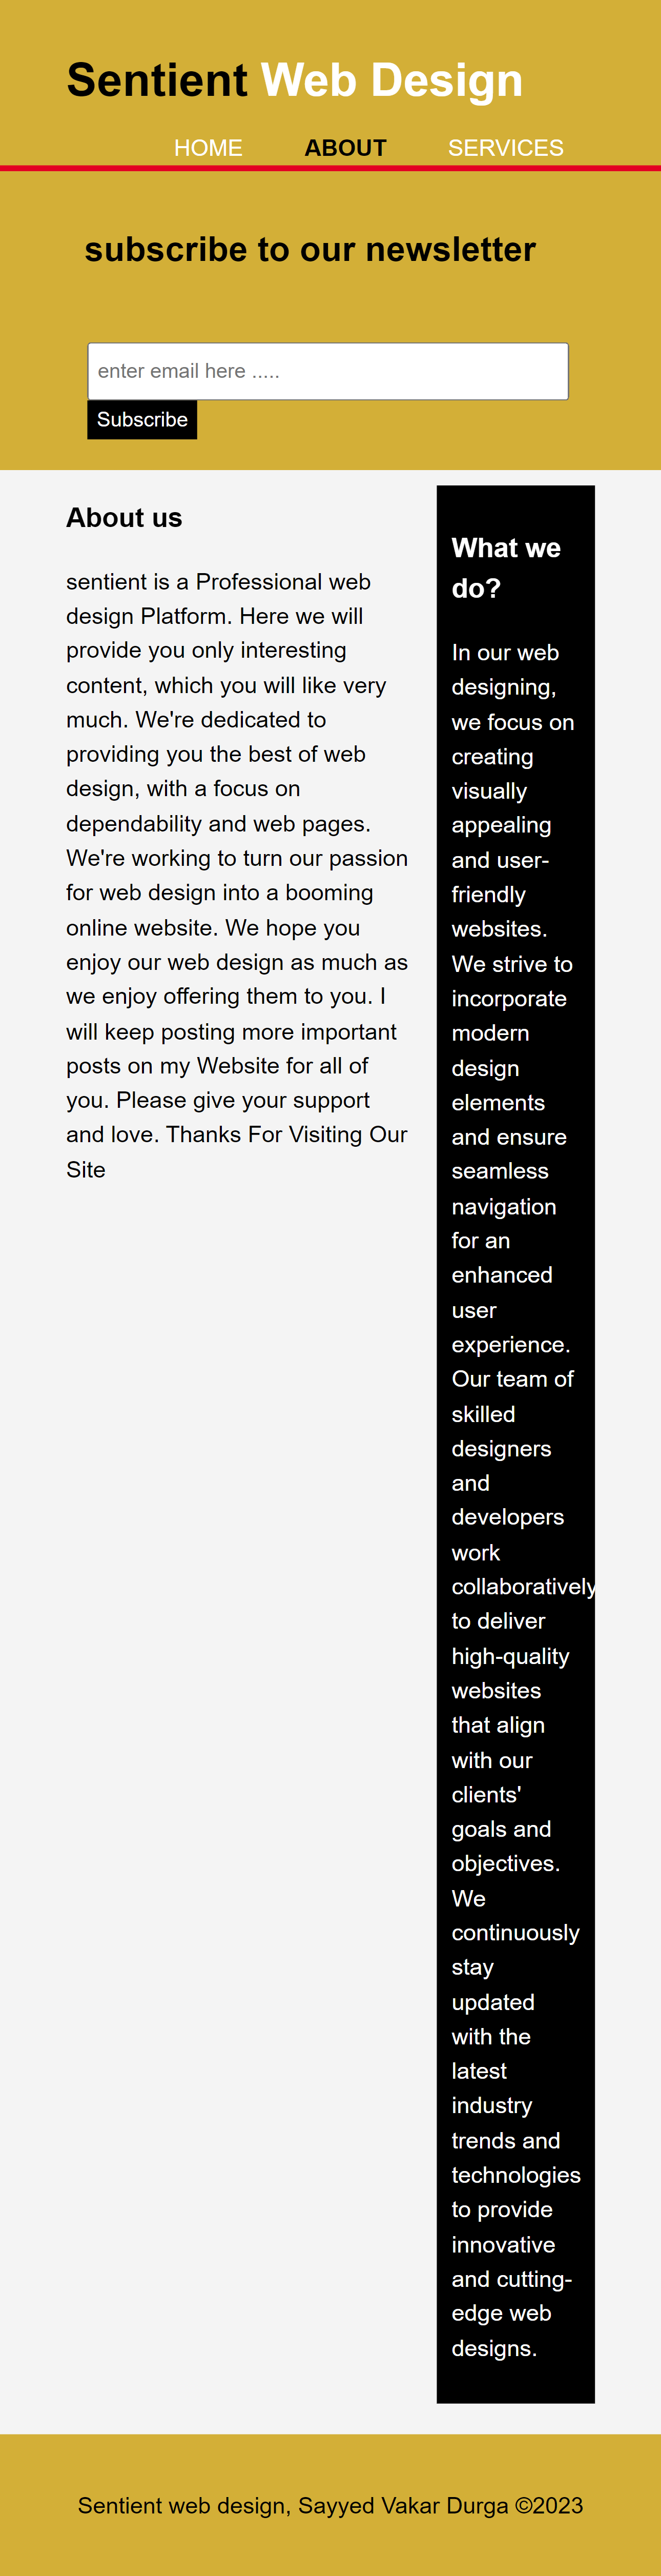 Sentient Web Design
HOME ABOUT SERVICES
subscribe to our newsletter
enter email here .....
Subscribe
About us
sentient is a Professional web
design Platform. Here we will
provide you only interesting
content, which you will like very
much. We're dedicated to
providing you the best of web
design, with a focus on
dependability and web pages.
We're working to turn our passion
for web design into a booming
online website. We hope you
enjoy our web design as much as
we enjoy offering them to you. I
will keep posting more important
posts on my Website for all of
you. Please give your support
and love. Thanks For Visiting Our
Site
What we
do?
In our web
designing,
we focus on
creating
visually
appealing
and user-
friendly
websites.
We strive to
incorporate
modern
design
elements
and ensure
seamless
navigation
for an
enhanced
user
experience.
Our team of
skilled
designers
and
developers
work
collaboratively
to deliver
high-quality
websites
that align
with our
clients'
goals and
objectives.
We
continuously
stay
updated
with the
latest
industry
trends and
technologies
to provide
innovative
and cutting-
edge web
designs.
Sentient web design, Sayyed Vakar Durga ©2023